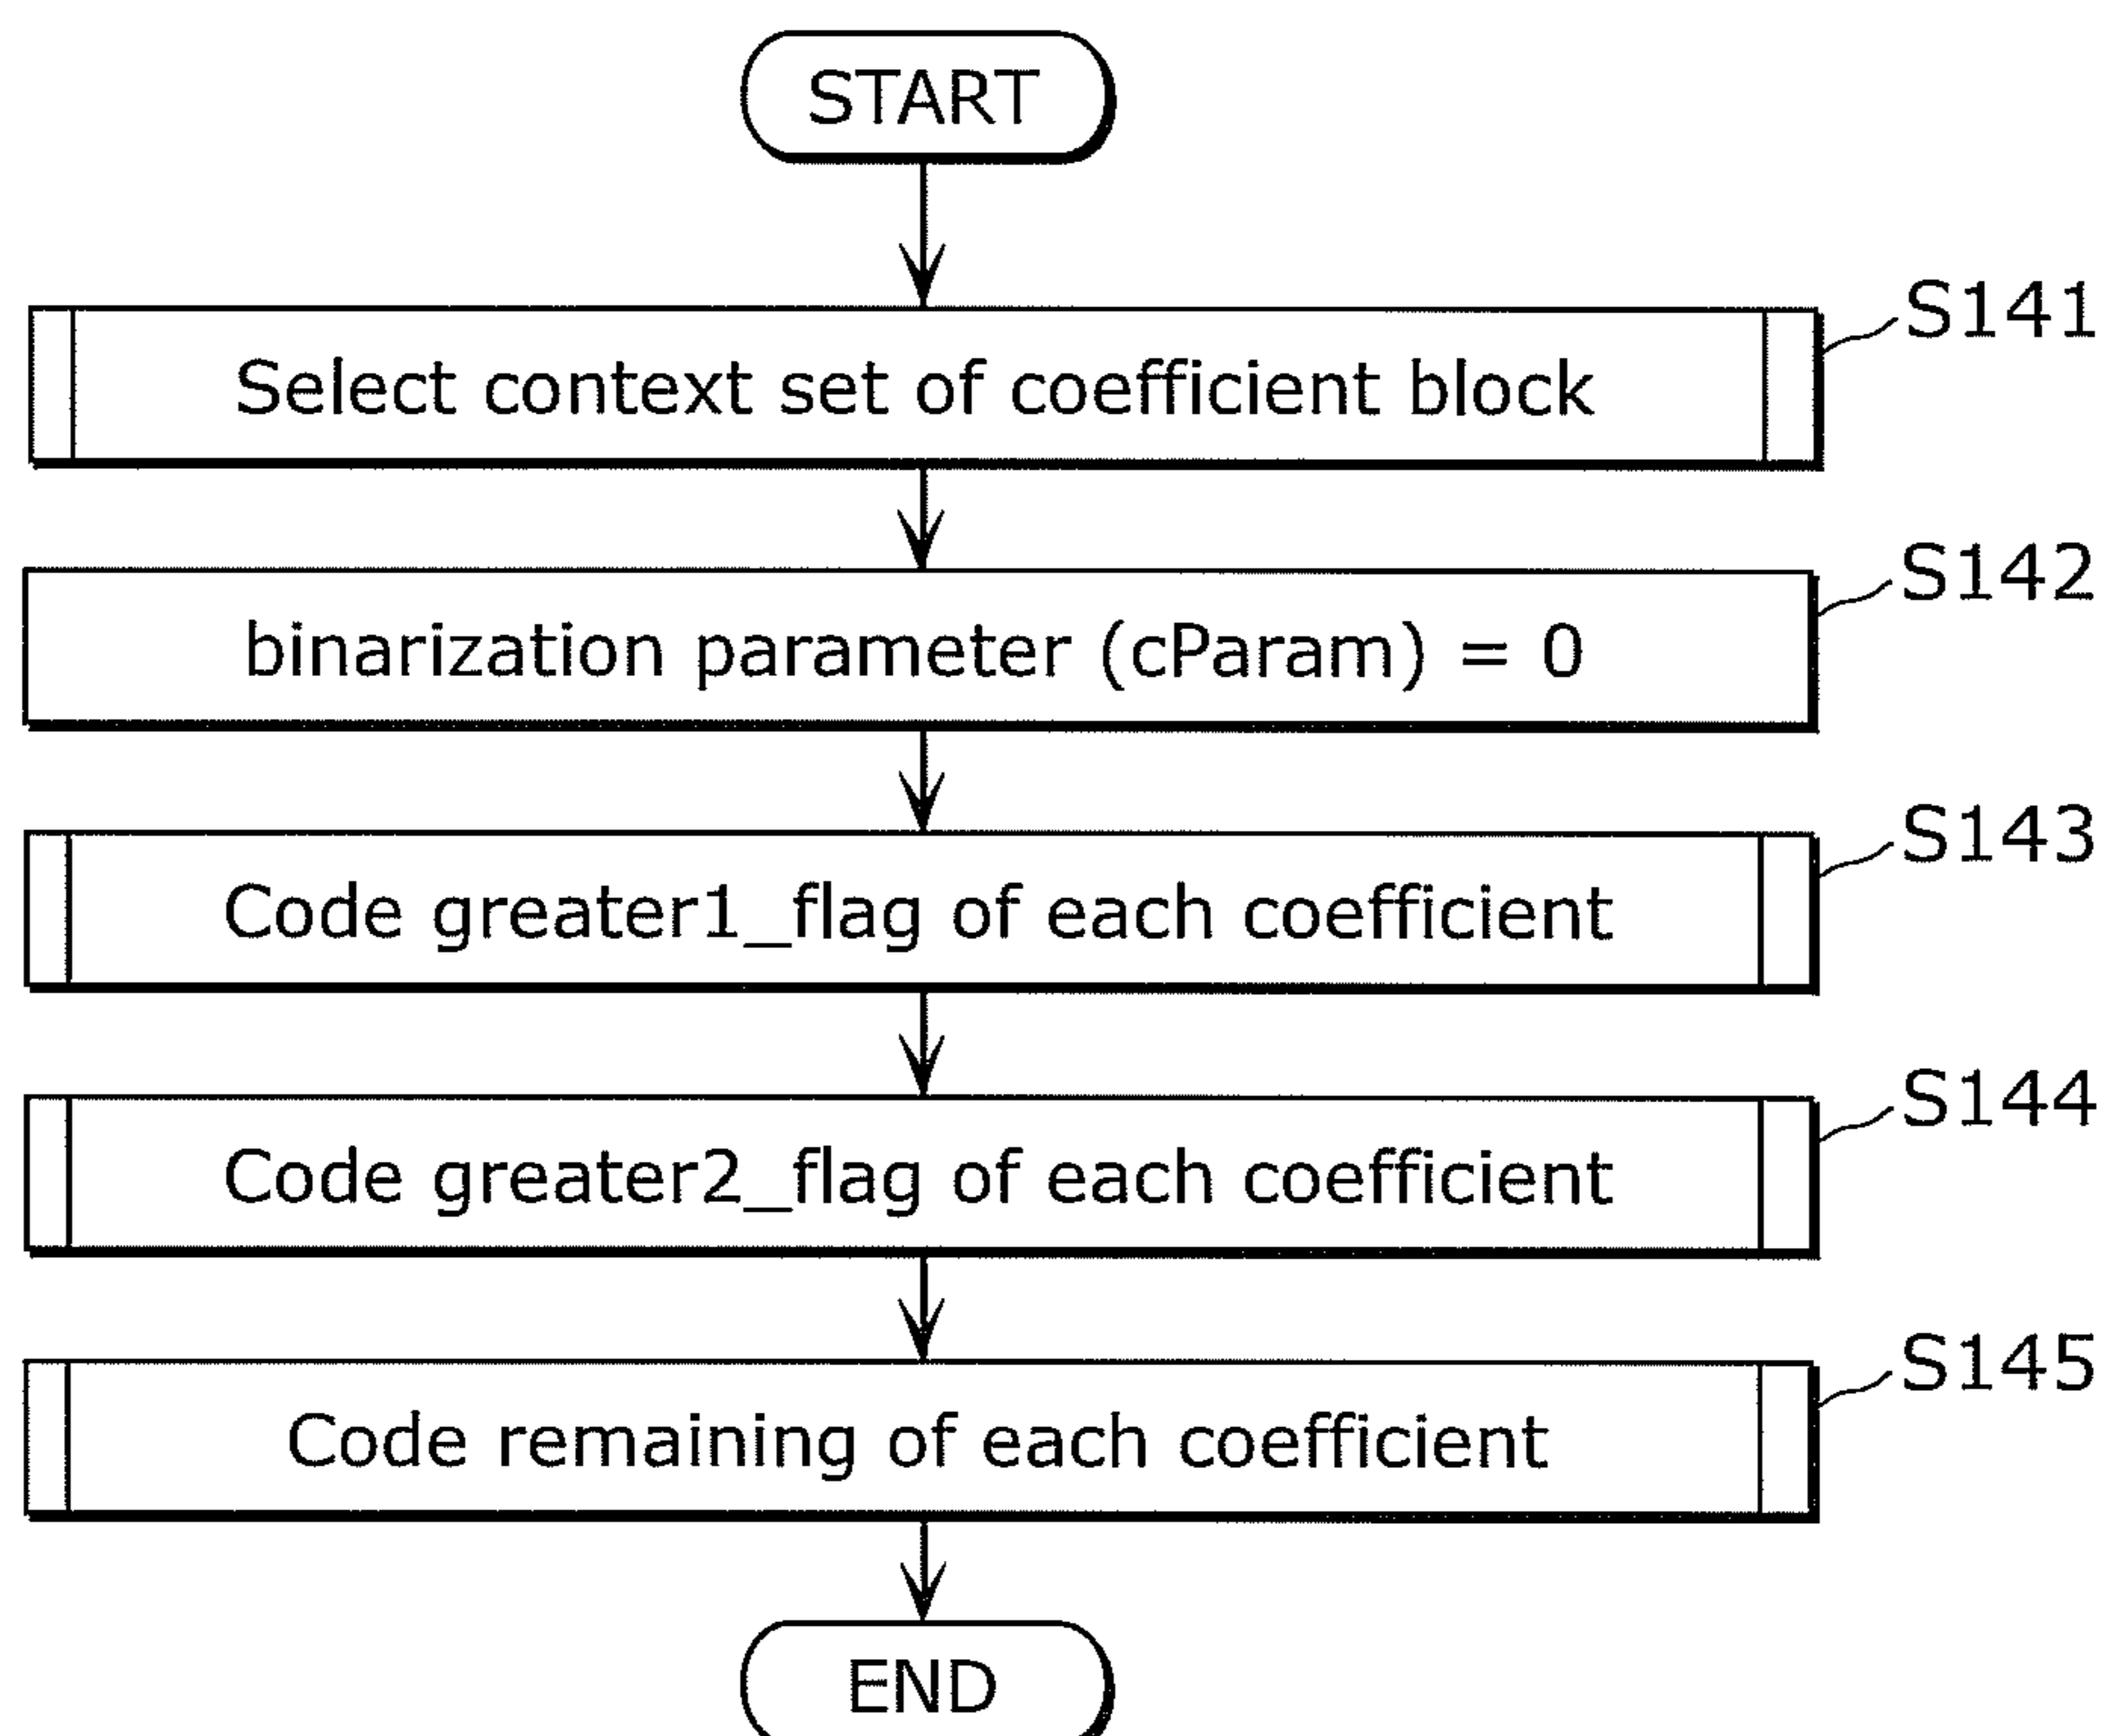 START
S141
Select context set of coefficient block
S142
binarization parameter (cParam) = 0
S143
Code greater1_flag of each coefficient
S144
Code greater2_flag of each coefficient
S145
Code remaining of each coefficient
END